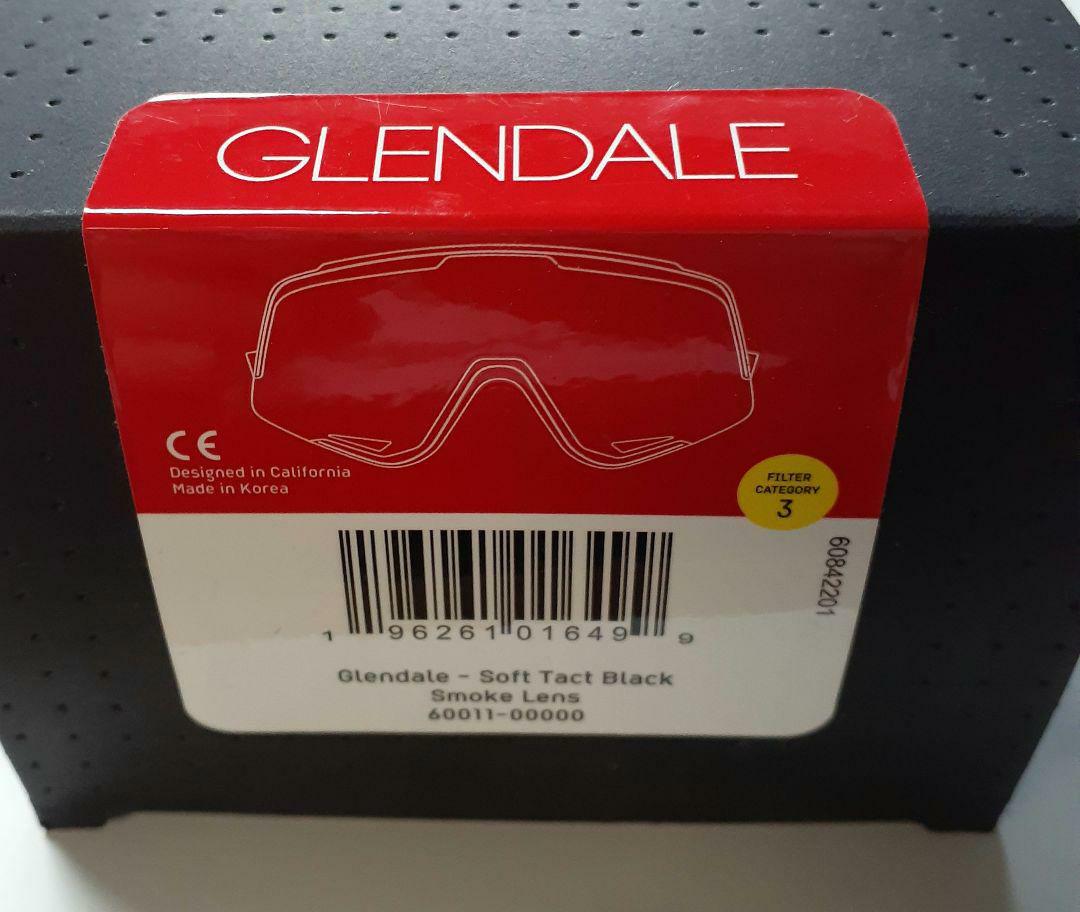 GLENDALE
CE
Designed in California
Made in Korea
FILTER
CATEGORY
3
60842201
1 96261 01649 9
Glendale - Soft Tact Black
Smoke Lens
60011-00000